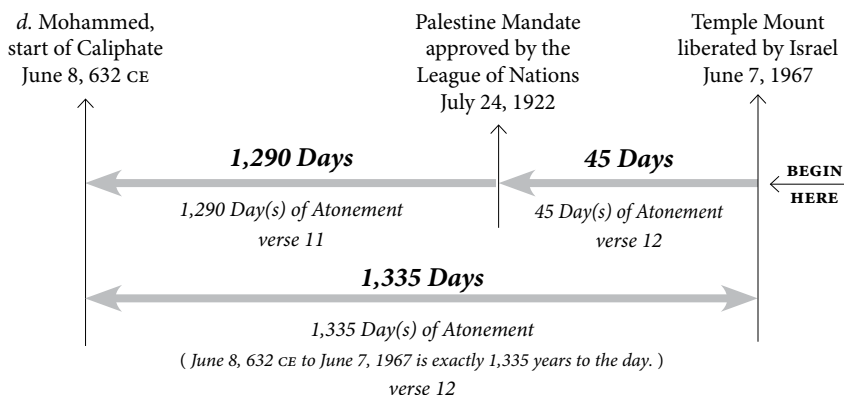 d. Mohammed,
start of Caliphate
June 8, 632 CE
Palestine Mandate
approved by the
League of Nations
July 24, 1922
Temple Mount
liberated by Israel
June 7, 1967
1,290 Days
45 Days
BEGIN
HERE
1,290 Day(s) of Atonement
verse 11
45 Day(s) of Atonement
verse 12
1,335 Days
1,335 Day(s) of Atonement
( June 8, 632 CE to June 7, 1967 is exactly 1,335 years to the day. )
verse 12